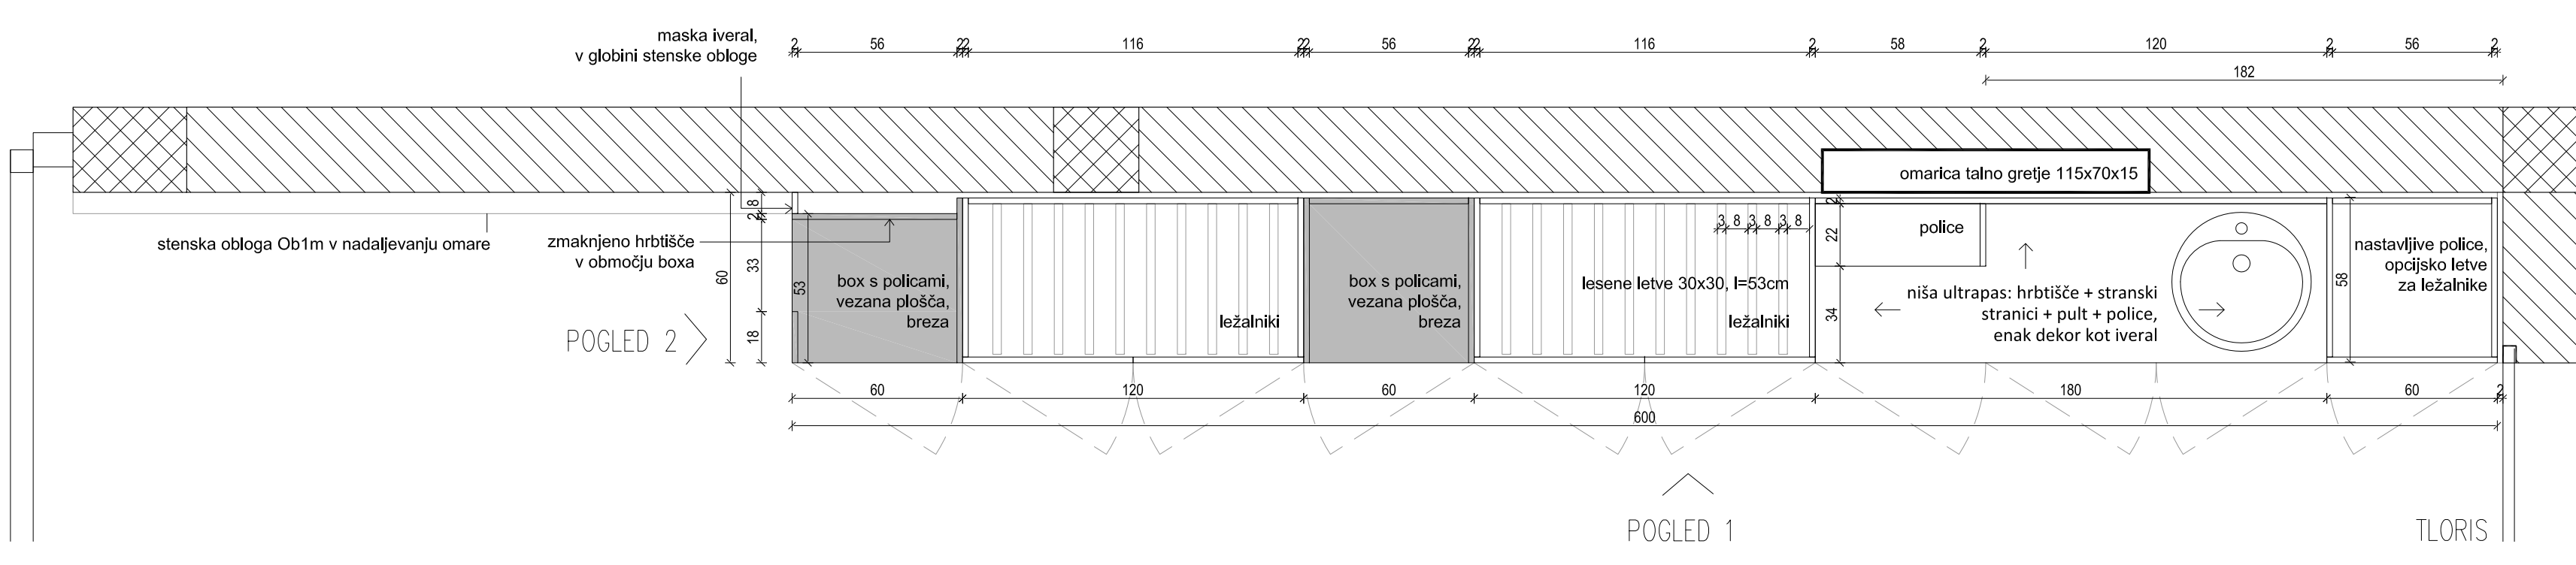 maska iveral,
v globini stenske obloge
2 56 22 116 22 56 22 116 2 58 2 120 2 56 2
182
omarica talno gretje 115x70x15
stenska obloga Ob1m v nadaljevanju omare
zmaknjeno hrbtišče
v območju boxa
60
2 8
33
18
53
box s policami,
vezana plošča,
breza
ležalniki
box s policami,
vezana plošča,
breza
3 8 3 8 3 8
lesene letve 30x30, l=53cm
ležalniki
2
22
34
police
niša ultrapas: hrbtišče + stranski
stranici + pult + police,
enak dekor kot iveral
58
nastavljive police,
opcijsko letve
za ležalnike
POGLED 2
60 120 60 120 180 60 2
600
POGLED 1
TLORIS